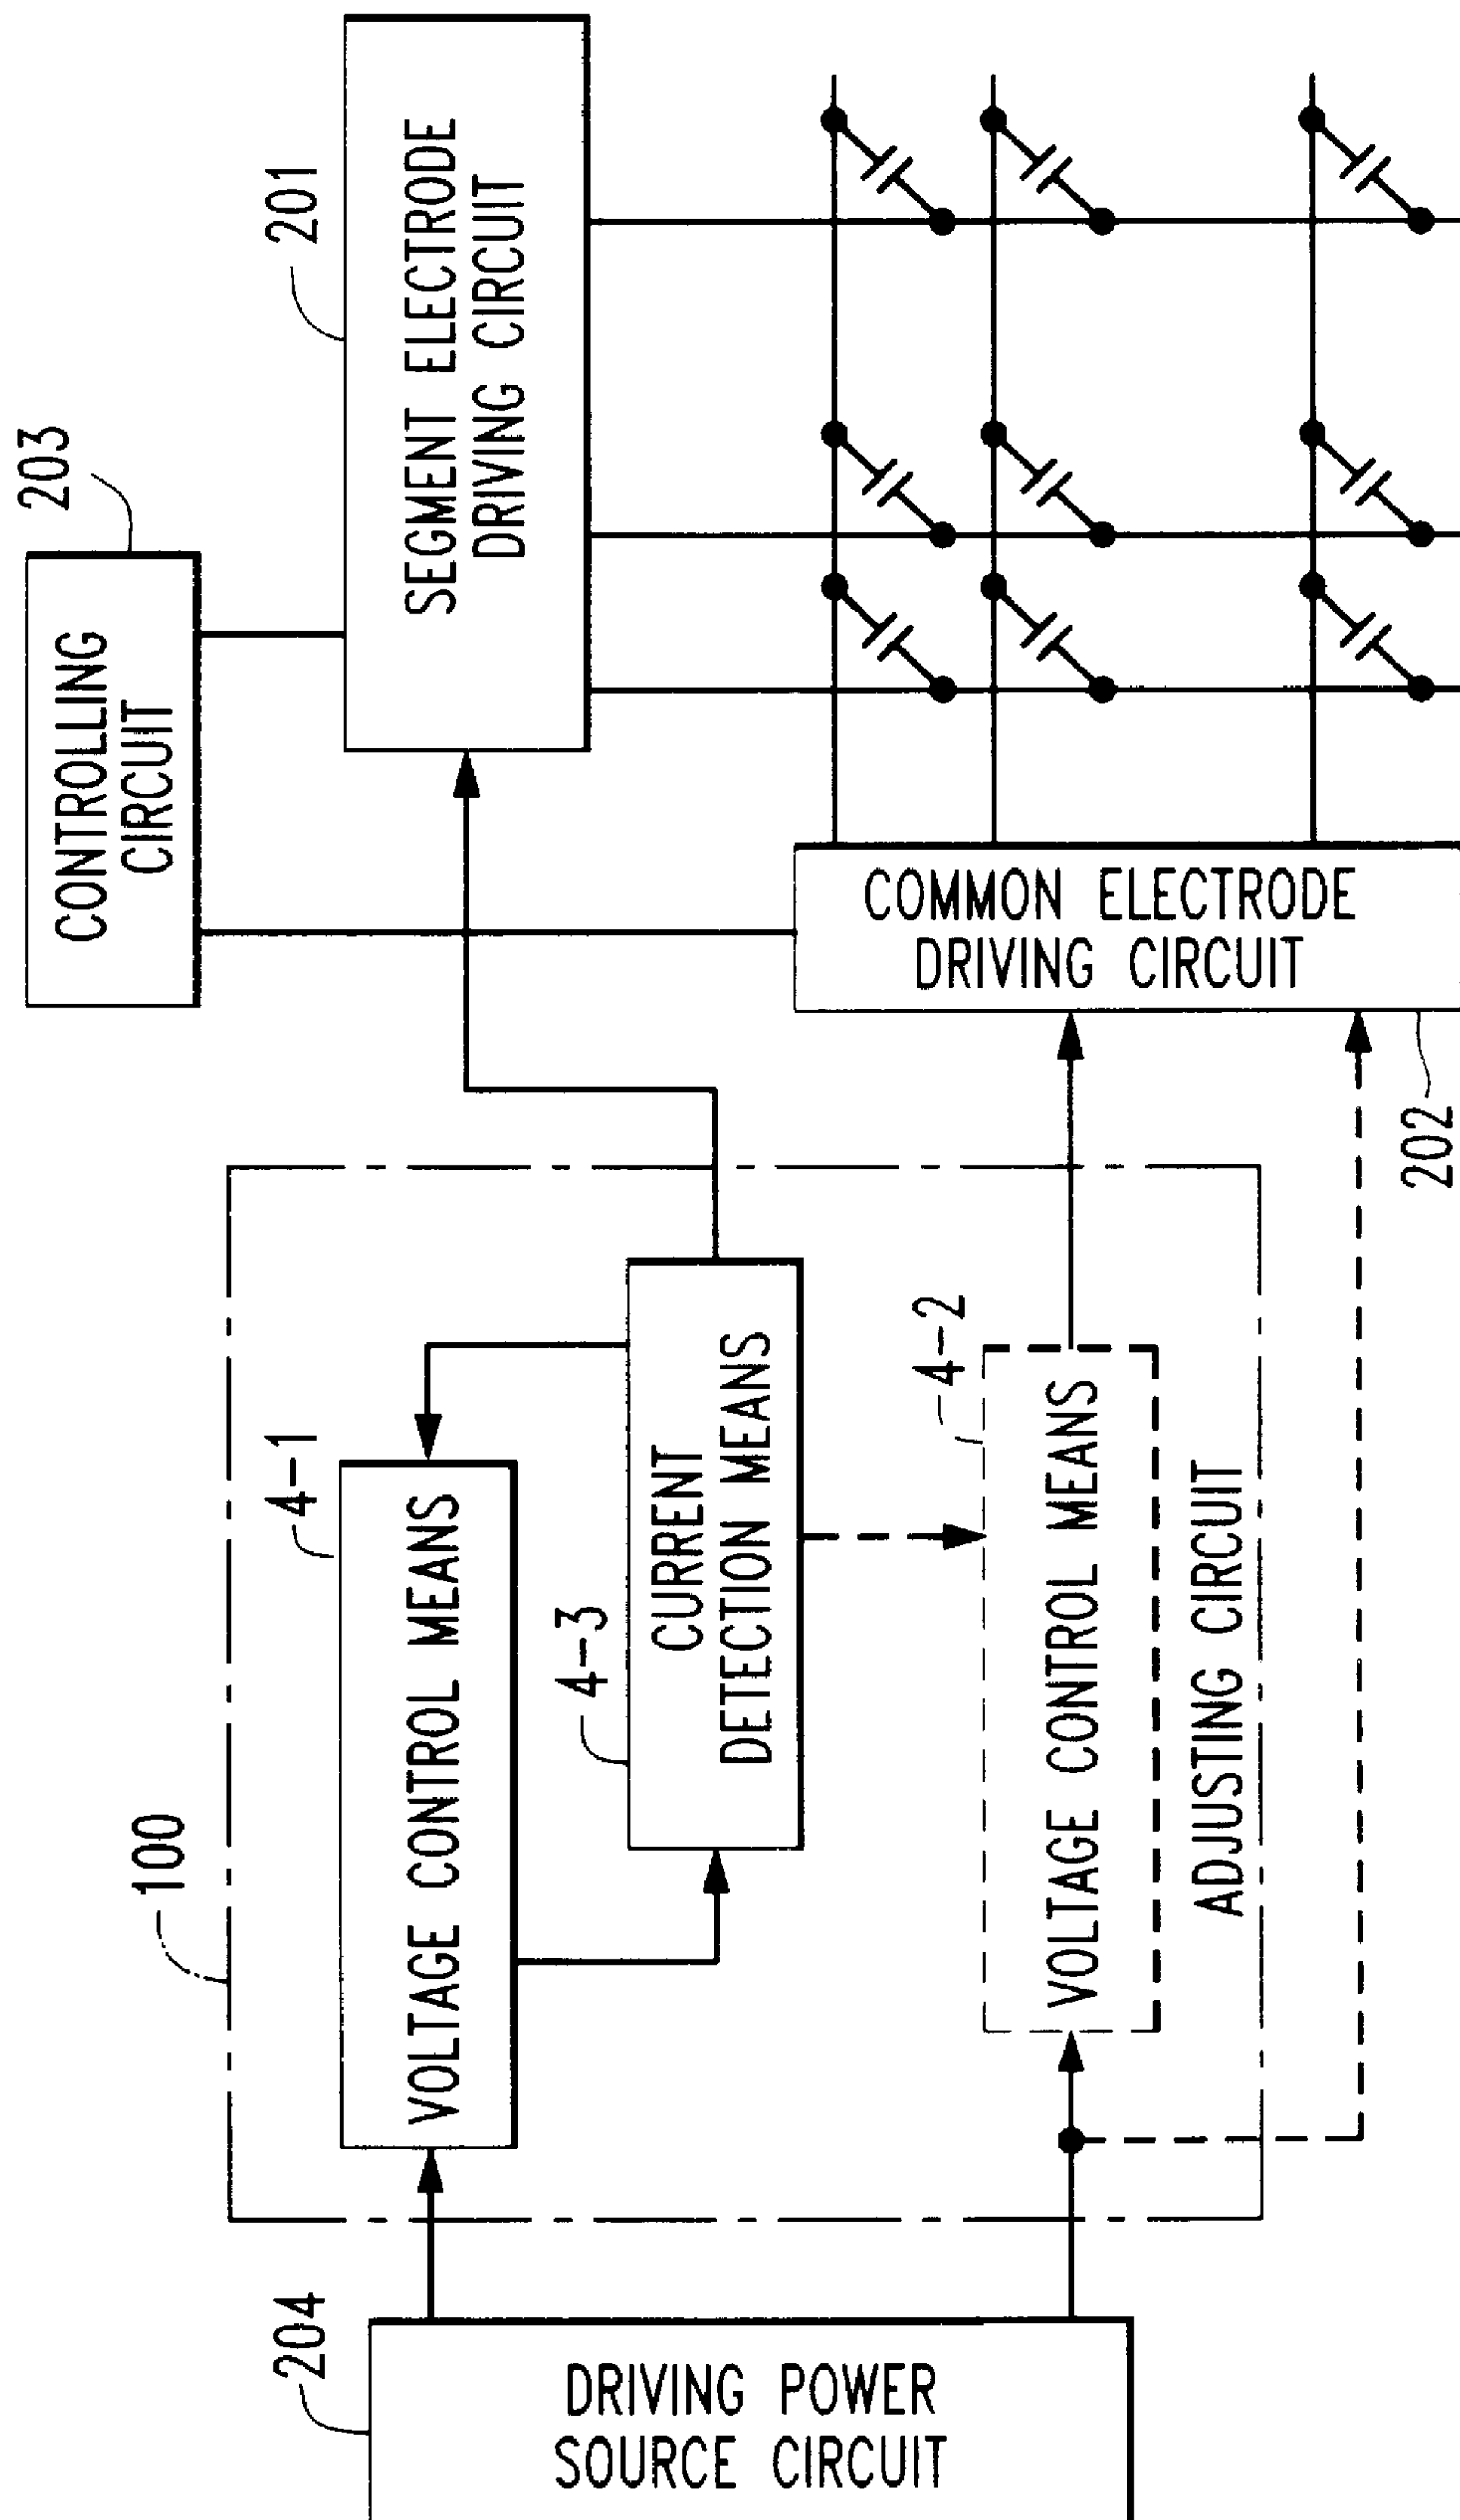 203
CONTROLLING
CIRCUIT
201
SEGMENT ELECTRODE
DRIVING CIRCUIT
COMMON ELECTRODE
DRIVING CIRCUIT
202
100
4-1
VOLTAGE CONTROL MEANS
4-3
CURRENT
DETECTION MEANS
4-2
VOLTAGE CONTROL MEANS
ADJUSTING CIRCUIT
204
DRIVING POWER
SOURCE CIRCUIT